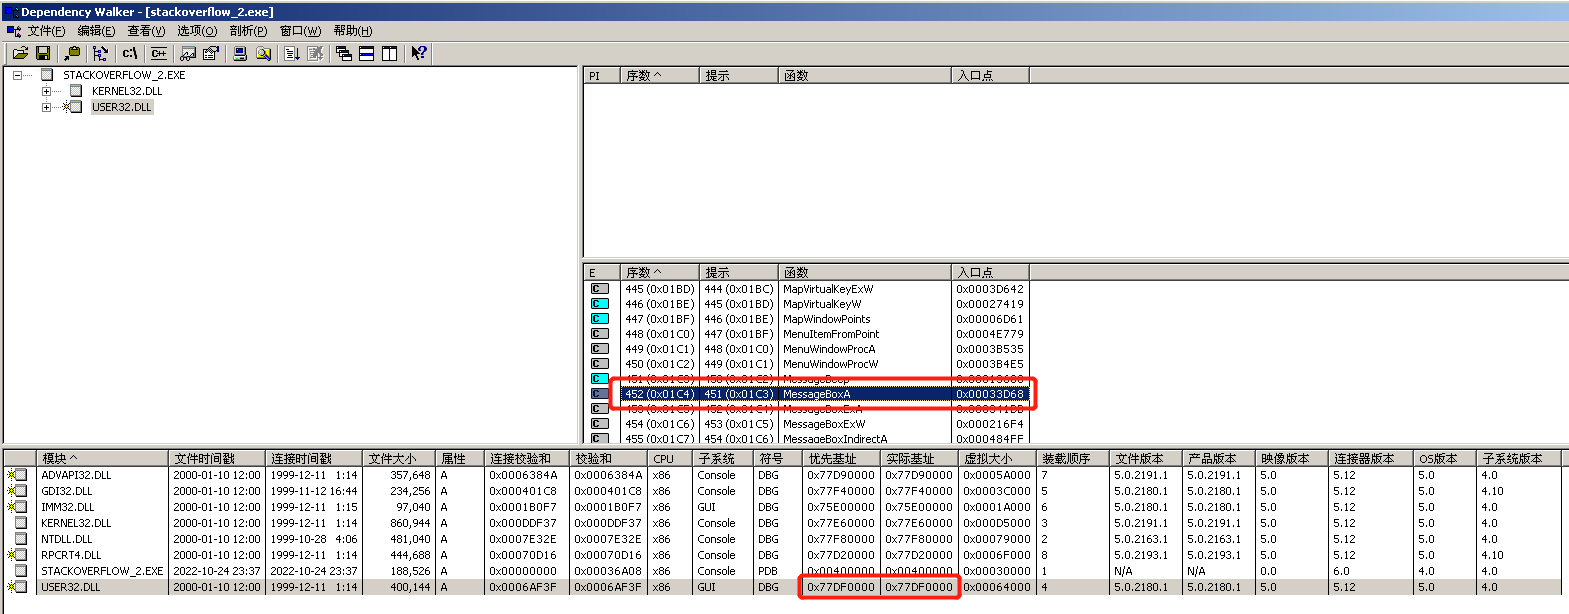 Dependency Walker - [stackoverflow_2.exe]
文件(F) 编辑(E) 查看(V) 选项(O) 剖析(P) 窗口(W) 帮助(H)
C:\ C++
STACKOVERFLOW_2.EXE
KERNEL32.DLL
USER32.DLL
PI 序数 ^ 提示 函数 入口点
E 序数 ^ 提示 函数 入口点
C 445 (0x01BD) 444 (0x01BC) MapVirtualKeyExW 0x0003D642
C 446 (0x01BE) 445 (0x01BD) MapVirtualKeyW 0x00027419
C 447 (0x01BF) 446 (0x01BE) MapWindowPoints 0x00006D61
C 448 (0x01C0) 447 (0x01BF) MenuItemFromPoint 0x0004E779
C 449 (0x01C1) 448 (0x01C0) MenuWindowProcA 0x0003B535
C 450 (0x01C2) 449 (0x01C1) MenuWindowProcW 0x0003B4E5
C 451 (0x01C3) 450 (0x01C2) MessageBeep
C 452 (0x01C4) 451 (0x01C3) MessageBoxA 0x00033D68
C 453 (0x01C5) 452 (0x01C4) MessageBoxExA 0x000341BB
C 454 (0x01C6) 453 (0x01C5) MessageBoxExW 0x000216F4
C 455 (0x01C7) 454 (0x01C6) MessageBoxIndirectA 0x000484FF
模块 ^ 文件时间戳 连接时间戳 文件大小 属性 连接校验和 校验和 CPU 子系统 符号 优先基址 实际基址 虚拟大小 装载顺序 文件版本 产品版本 映像版本 连接器版本 OS版本 子系统版本
ADVAPI32.DLL 2000-01-10 12:00 1999-12-11 1:14 357,648 A 0x0006384A 0x0006384A x86 Console DBG 0x77D90000 0x77D90000 0x0005A000 7 5.0.2191.1 5.0.2191.1 5.0 5.12 5.0 4.0
GDI32.DLL 2000-01-10 12:00 1999-11-12 16:44 234,256 A 0x000401C8 0x000401C8 x86 Console DBG 0x77F40000 0x77F40000 0x0003C000 5 5.0.2180.1 5.0.2180.1 5.0 5.12 5.0 4.10
IMM32.DLL 2000-01-10 12:00 1999-12-11 1:15 97,040 A 0x0001B0F7 0x0001B0F7 x86 GUI DBG 0x75E00000 0x75E00000 0x0001A000 6 5.0.2180.1 5.0.2180.1 5.0 5.12 5.0 4.0
KERNEL32.DLL 2000-01-10 12:00 1999-12-11 1:14 860,944 A 0x000DDF37 0x000DDF37 x86 Console DBG 0x77E60000 0x77E60000 0x000D5000 3 5.0.2191.1 5.0.2191.1 5.0 5.12 5.0 4.0
NTDLL.DLL 2000-01-10 12:00 1999-10-28 4:06 481,040 A 0x0007E32E 0x0007E32E x86 Console DBG 0x77F80000 0x77F80000 0x00079000 2 5.0.2163.1 5.0.2163.1 5.0 5.12 5.0 4.0
RPCRT4.DLL 2000-01-10 12:00 1999-12-11 1:14 444,688 A 0x00070D16 0x00070D16 x86 Console DBG 0x77D20000 0x77D20000 0x0006F000 8 5.0.2193.1 5.0.2193.1 5.0 5.12 5.0 4.10
STACKOVERFLOW_2.EXE 2022-10-24 23:37 2022-10-24 23:37 188,526 A 0x00000000 0x00036A08 x86 Console PDB 0x00400000 0x00400000 0x00030000 1 N/A N/A 0.0 6.0 4.0 4.0
USER32.DLL 2000-01-10 12:00 1999-12-11 1:14 400,144 A 0x0006AF3F 0x0006AF3F x86 GUI DBG 0x77DF0000 0x77DF0000 0x00064000 4 5.0.2180.1 5.0.2180.1 5.0 5.12 5.0 4.0